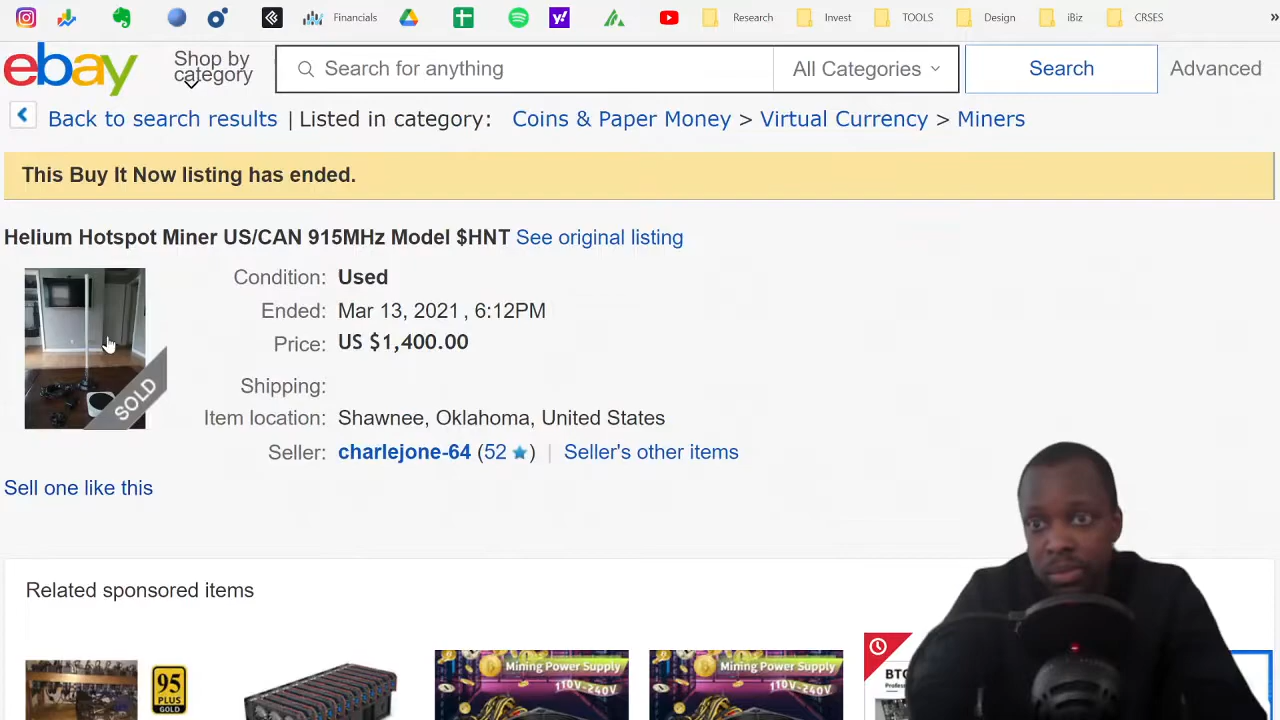 Financials Research Invest TOOLS Design iBiz CRSES »
ebay Shop by category Search for anything All Categories Search Advanced
Back to search results | Listed in category: Coins & Paper Money > Virtual Currency > Miners
This Buy It Now listing has ended.
Helium Hotspot Miner US/CAN 915MHz Model $HNT See original listing
Condition: Used
Ended: Mar 13, 2021 , 6:12PM
Price: US $1,400.00
SOLD
Shipping:
Item location: Shawnee, Oklahoma, United States
Seller: charlejone-64 (52 ) | Seller's other items
Sell one like this
Related sponsored items
95 PLUS GOLD
Mining Power Supply
110V-240V
Mining Power Supply
110V-240V
BTC